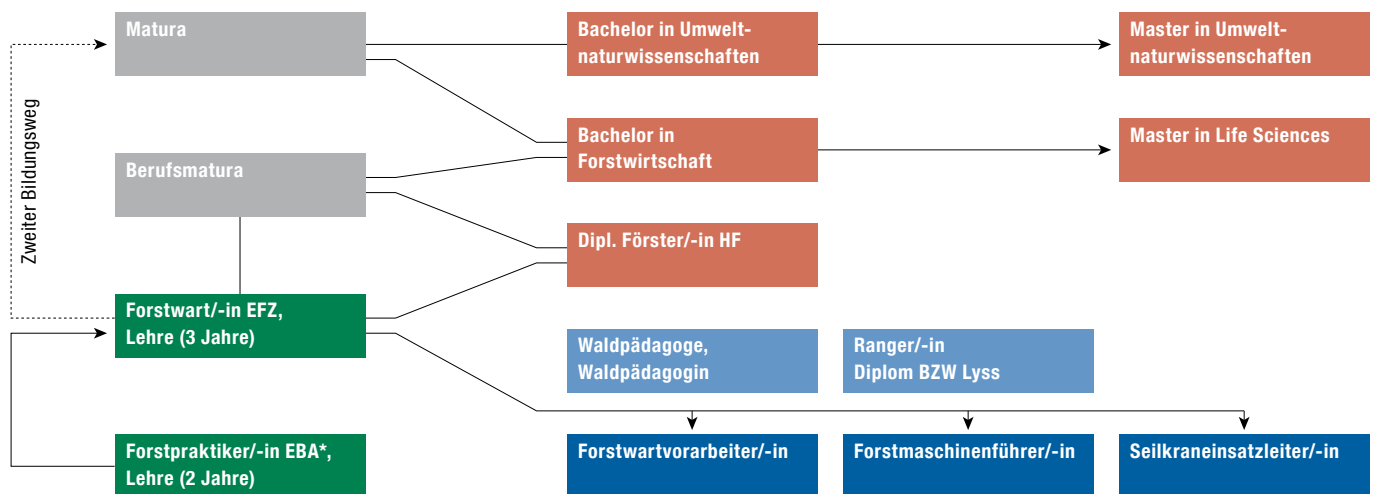 Matura
Bachelor in Umwelt-
naturwissenschaften
Master in Umwelt-
naturwissenschaften
Zweiter Bildungsweg
Bachelor in
Forstwirtschaft
Master in Life Sciences
Berufsmatura
Dipl. Förster/-in HF
Forstwart/-in EFZ,
Lehre (3 Jahre)
Waldpädagoge,
Waldpädagogin
Ranger/-in
Diplom BZW Lyss
Forstpraktiker/-in EBA*,
Lehre (2 Jahre)
Forstwartvorarbeiter/-in
Forstmaschinenführer/-in
Seilkraneinsatzleiter/-in